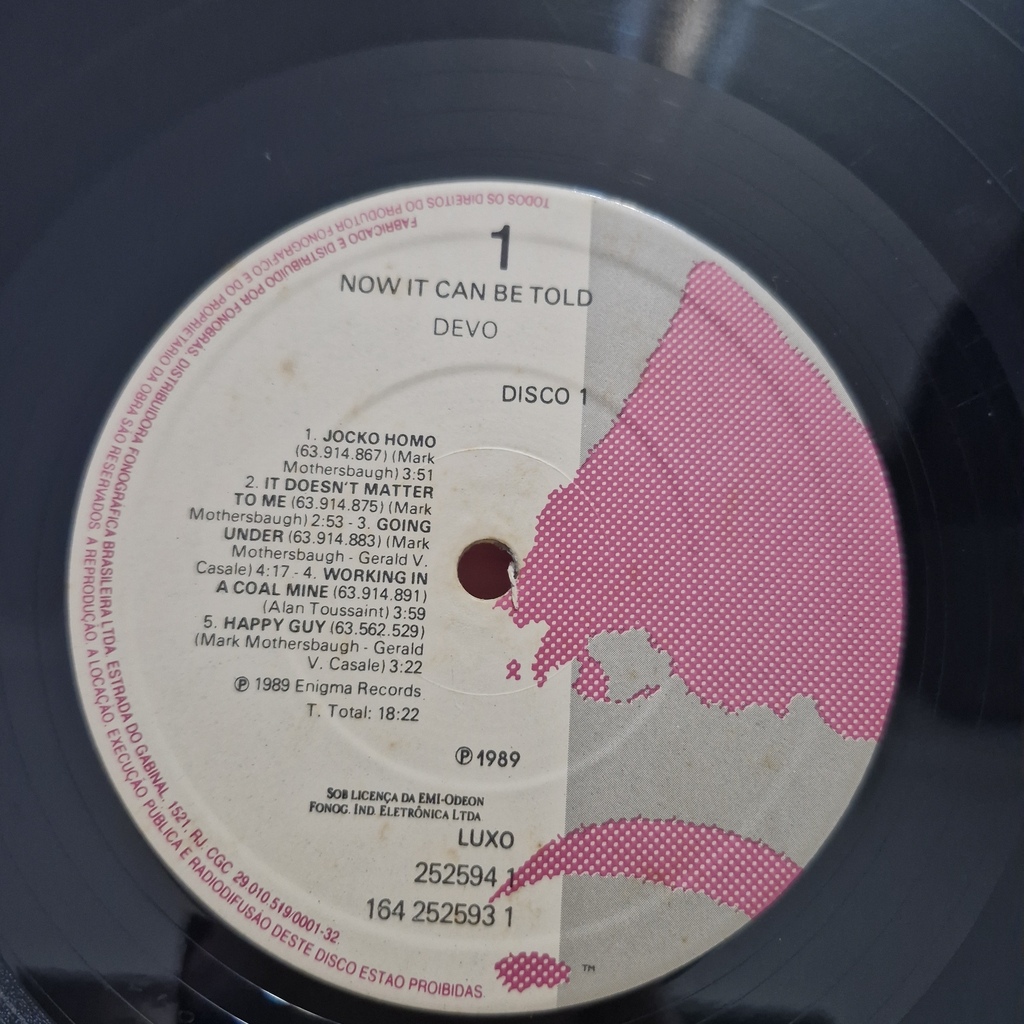 1
NOW IT CAN BE TOLD
DEVO
DISCO 1
1. JOCKO HOMO
(63.914.867) (Mark
Mothersbaugh) 3:51
2. IT DOESN'T MATTER
TO ME (63.914.875) (Mark
Mothersbaugh) 2:53 - 3. GOING
UNDER (63.914.883) (Mark
Mothersbaugh - Gerald V.
Casale) 4:17 - 4. WORKING IN
A COAL MINE (63.914.891)
(Alan Toussaint) 3:59
5. HAPPY GUY (63.562.529)
(Mark Mothersbaugh - Gerald
V. Casale) 3:22
℗ 1989 Enigma Records
T. Total: 18:22
℗ 1989
SOB LICENÇA DA EMI-ODEON
FONOG. IND. ELETRÔNICA LTDA
LUXO
252594 1
164 252593 1
TM
TODOS OS DIREITOS DO PRODUTOR FONOGRAFICO E DO PROPRIETARIO DA OBRA SÃO RESERVADOS. A REPRODUÇÃO, A LOCAÇÃO, EXECUÇÃO PUBLICA E RADIODIFUSÃO DESTE DISCO ESTÃO PROIBIDAS.
FABRICADO E DISTRIBUIDO POR FONOBRAS, DISTRIBUIDORA FONOGRAFICA BRASILEIRA LTDA. ESTRADA DO GABINAL, 1521, RJ. CGC 29.010.519/0001-32.